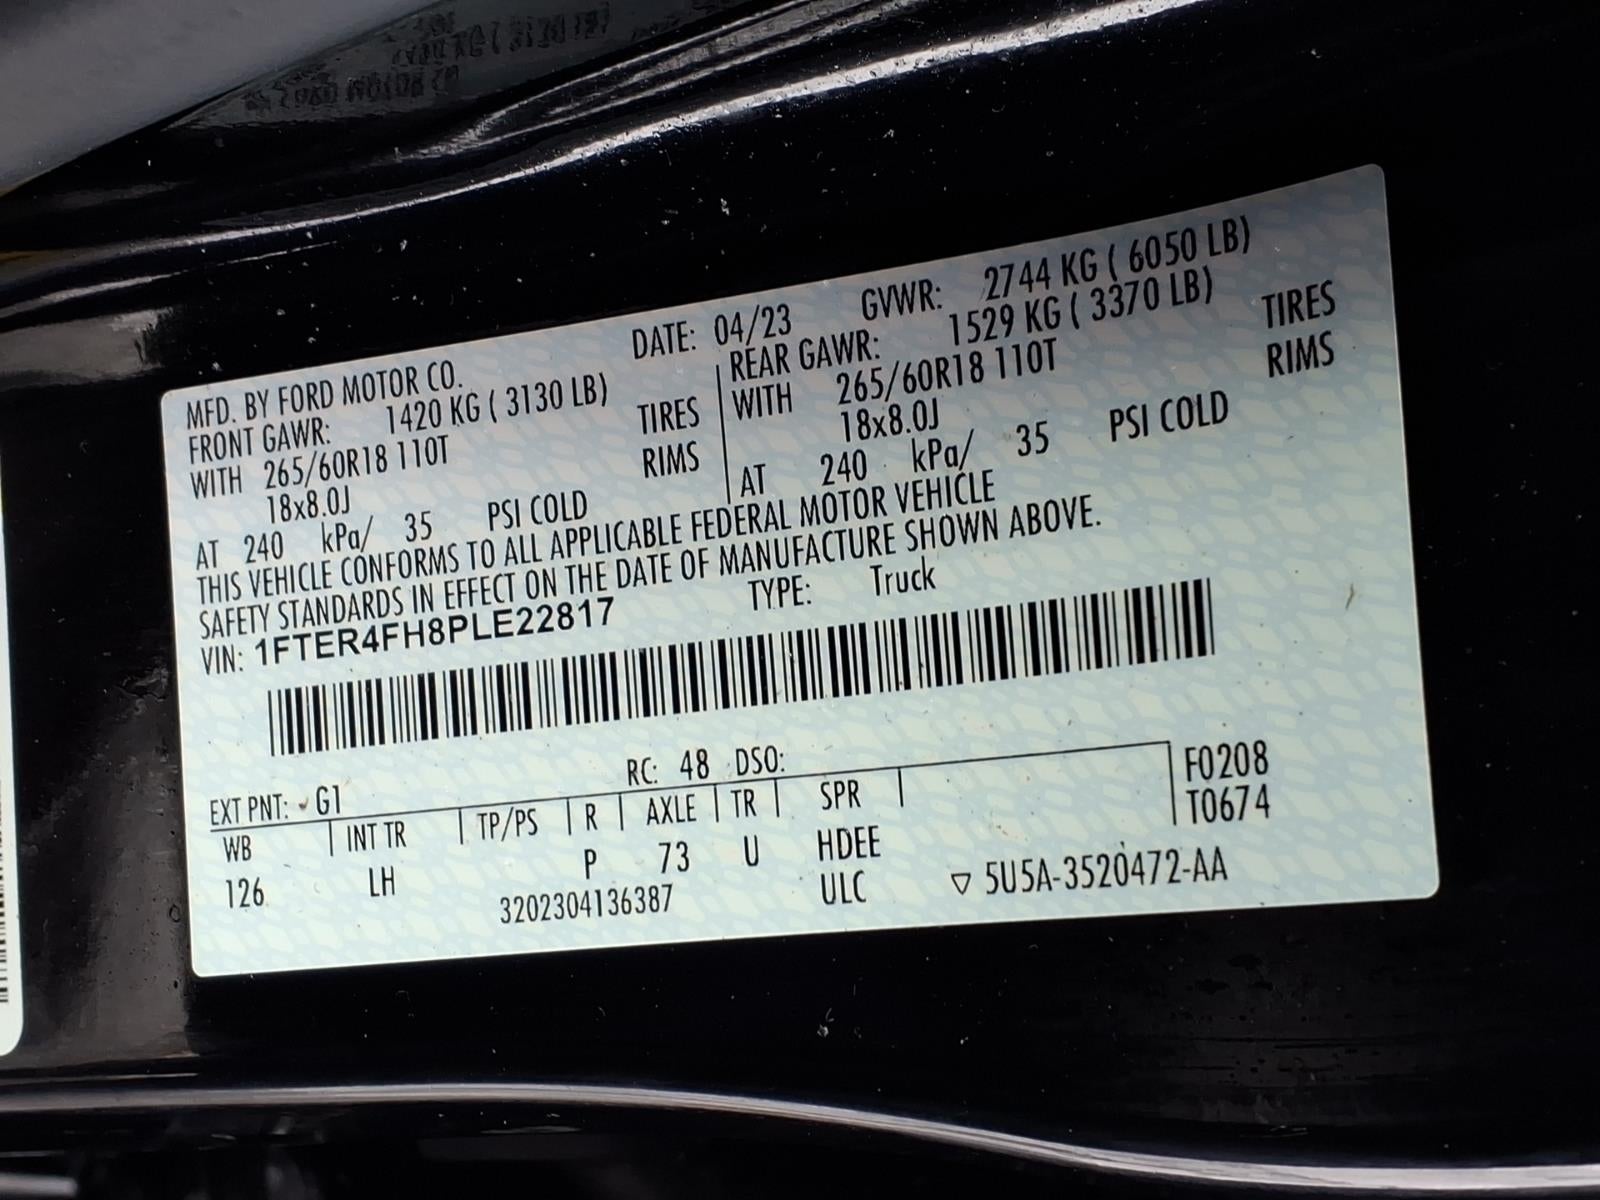 MFD. BY FORD MOTOR CO. DATE: 04/23 GVWR: 2744 KG ( 6050 LB)
FRONT GAWR: 1420 KG ( 3130 LB)
WITH 265/60R18 110T TIRES
18x8.0J RIMS
AT 240 kPa/ 35 PSI COLD
REAR GAWR: 1529 KG ( 3370 LB)
WITH 265/60R18 110T TIRES
18x8.0J RIMS
AT 240 kPa/ 35 PSI COLD
THIS VEHICLE CONFORMS TO ALL APPLICABLE FEDERAL MOTOR VEHICLE
SAFETY STANDARDS IN EFFECT ON THE DATE OF MANUFACTURE SHOWN ABOVE.
VIN: 1FTER4FH8PLE22817 TYPE: Truck
EXT PNT: G1 RC: 48 DSO: F0208
WB INT TR TP/PS R AXLE TR SPR T0674
126 LH P 73 U HDEE
3202304136387 ULC 5U5A-3520472-AA